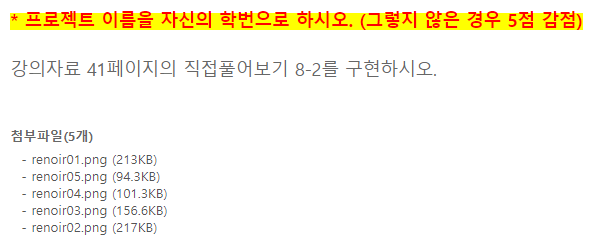 * 프로젝트 이름을 자신의 학번으로 하시오. (그렇지 않은 경우 5점 감점)
강의자료 41페이지의 직접풀어보기 8-2를 구현하시오.
첨부파일(5개)
- renoir01.png (213KB)
- renoir05.png (94.3KB)
- renoir04.png (101.3KB)
- renoir03.png (156.6KB)
- renoir02.png (217KB)